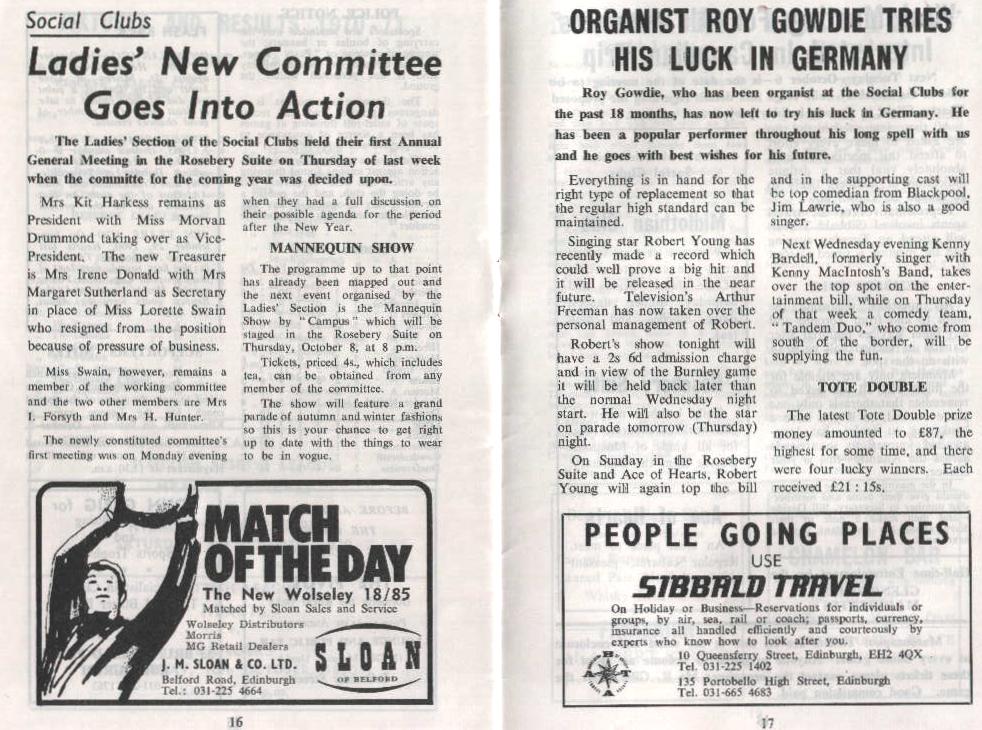 Social Clubs
Ladies' New Committee
Goes Into Action
The Ladies' Section of the Social Clubs held their first Annual
General Meeting in the Rosebery Suite on Thursday of last week
when the committe for the coming year was decided upon.
Mrs Kit Harkess remains as
President with Miss Morvan
Drummond taking over as Vice-
President. The new Treasurer
is Mrs Irene Donald with Mrs
Margaret Sutherland as Secretary
in place of Miss Lorette Swain
who resigned from the position
because of pressure of business.
Miss Swain, however, remains a
member of the working committee
and the two other members are Mrs
I. Forsyth and Mrs H. Hunter.
The newly constituted committee's
first meeting was on Monday evening
when they had a full discussion on
their possible agenda for the period
after the New Year.
MANNEQUIN SHOW
The programme up to that point
has already been mapped out and
the next event organised by the
Ladies' Section is the Mannequin
Show by "Campus" which will be
staged in the Rosebery Suite on
Thursday, October 8, at 8 p.m.
Tickets, priced 4s., which includes
tea, can be obtained from any
member of the committee.
The show will feature a grand
parade of autumn and winter fashions
so this is your chance to get right
up to date with the things to wear
to be in vogue.
MATCH
OF THE DAY
The New Wolseley 18/85
Matched by Sloan Sales and Service
Wolseley Distributors
Morris
MG Retail Dealers
J. M. SLOAN & CO. LTD.
Belford Road, Edinburgh
Tel.: 031-225 4664
SLOAN
OF BELFORD
16
ORGANIST ROY GOWDIE TRIES
HIS LUCK IN GERMANY
Roy Gowdie, who has been organist at the Social Clubs for
the past 18 months, has now left to try his luck in Germany. He
has been a popular performer throughout his long spell with us
and he goes with best wishes for his future.
Everything is in hand for the
right type of replacement so that
the regular high standard can be
maintained.
Singing star Robert Young has
recently made a record which
could well prove a big hit and
it will be released in the near
future. Television's Arthur
Freeman has now taken over the
personal management of Robert.
Robert's show tonight will
have a 2s 6d admission charge
and in view of the Burnley game
it will be held back later than
the normal Wednesday night
start. He will also be the star
on parade tomorrow (Thursday)
night.
On Sunday in the Rosebery
Suite and Ace of Hearts, Robert
Young will again top the bill
and in the supporting cast will
be top comedian from Blackpool,
Jim Lawrie, who is also a good
singer.
Next Wednesday evening Kenny
Bardell, formerly singer with
Kenny MacIntosh's Band, takes
over the top spot on the enter-
tainment bill, while on Thursday
of that week a comedy team,
"Tandem Duo," who come from
south of the border, will be
supplying the fun.
TOTE DOUBLE
The latest Tote Double prize
money amounted to £87, the
highest for some time, and there
were four lucky winners. Each
received £21 : 15s.
PEOPLE GOING PLACES
USE
SIBBALD TRAVEL
On Holiday or Business—Reservations for individuals or
groups, by air, sea, rail or coach; passports, currency,
insurance all handled efficiently and courteously by
experts who know how to look after you.
10 Queensferry Street, Edinburgh, EH2 4QX
Tel. 031-225 1402
135 Portobello High Street, Edinburgh
Tel. 031-665 4683
17